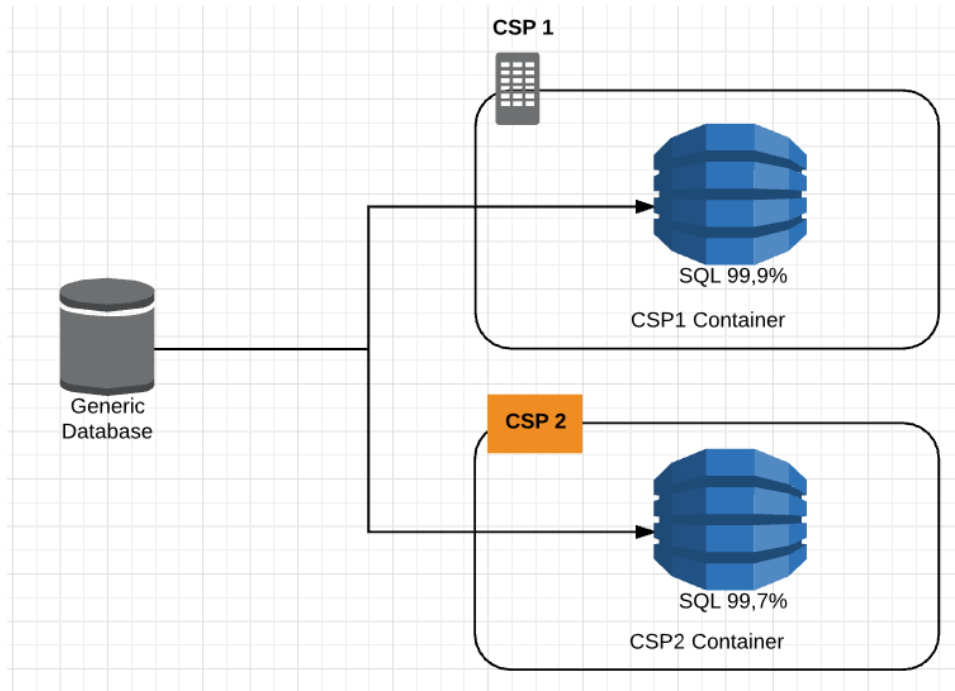 CSP 1
SQL 99,9%
CSP1 Container
Generic
Database
CSP 2
SQL 99,7%
CSP2 Container